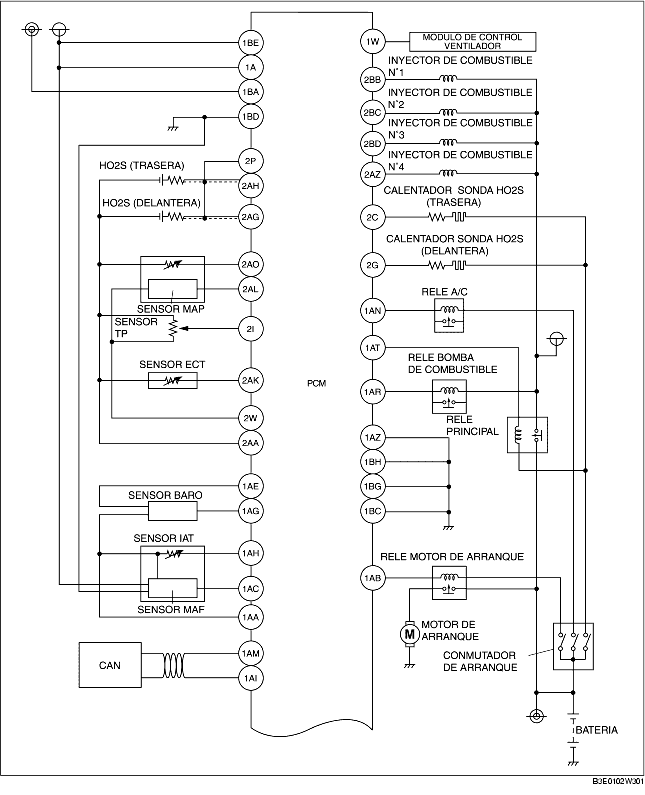 1BE
1A
1BA
1BD
2P
HO2S (TRASERA)
2AH
HO2S (DELANTERA)
2AG
2AO
2AL
SENSOR MAP
SENSOR
TP
2I
SENSOR ECT
2AK
2W
2AA
1AE
SENSOR BARO
1AG
SENSOR IAT
1AH
1AC
SENSOR MAF
1AA
1AM
CAN
1AI
PCM
1W
MODULO DE CONTROL
VENTILADOR
INYECTOR DE COMBUSTIBLE
N°1
2BB
INYECTOR DE COMBUSTIBLE
N°2
2BC
INYECTOR DE COMBUSTIBLE
N°3
2BD
INYECTOR DE COMBUSTIBLE
N°4
2AZ
CALENTADOR SONDA HO2S
(TRASERA)
2C
CALENTADOR SONDA HO2S
(DELANTERA)
2G
RELE A/C
1AN
1AT
RELE BOMBA
DE COMBUSTIBLE
1AR
RELE
PRINCIPAL
1AZ
1BH
1BG
1BC
RELE MOTOR DE ARRANQUE
1AB
M
MOTOR DE
ARRANQUE
CONMUTADOR
DE ARRANQUE
BATERIA
B3E0102W301